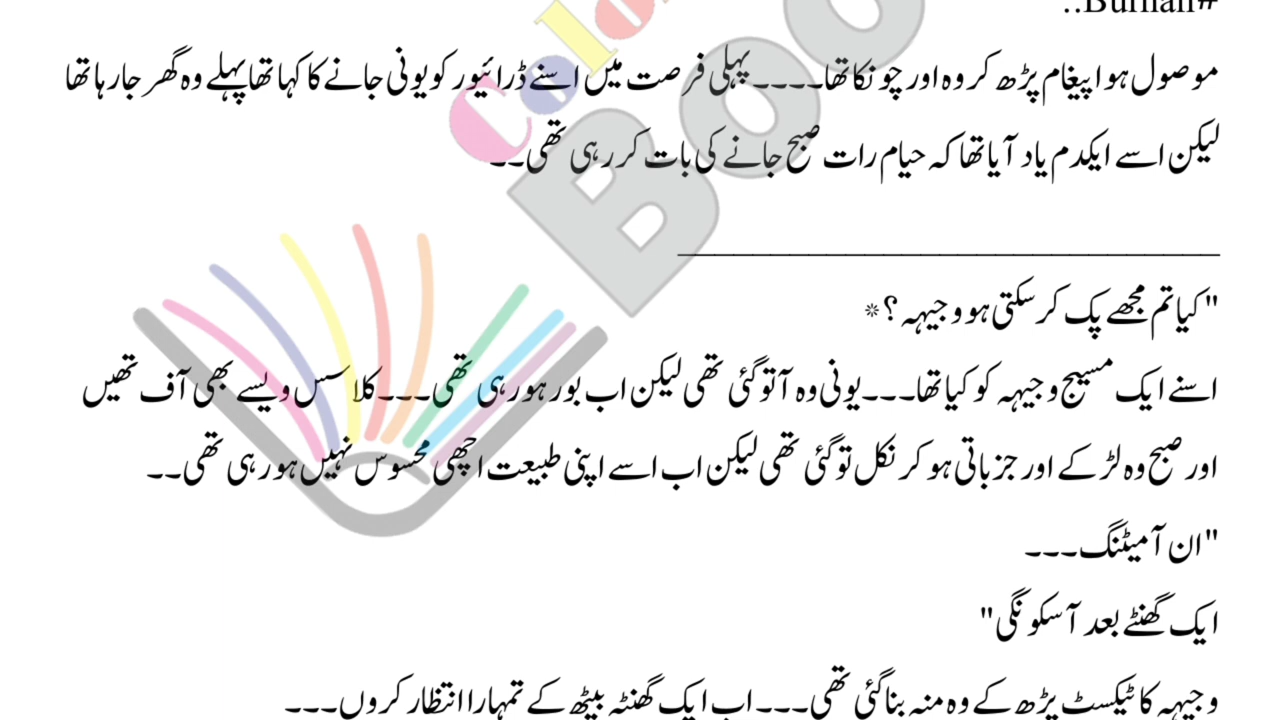 #Burhan..
موصول ہوا پیغام پڑھ کر وہ اور چونکا تھا۔۔۔۔۔پہلی فرصت میں اسنے ڈرائیور کو یونی جانے کا کہا تھا پہلے وہ گھر جا رہا تھا
لیکن اسے ایکدم یاد آیا تھا کہ حیام رات صبح جانے کی بات کر رہی تھی۔۔
"کیا تم مجھے پک کر سکتی ہو وجیہہ ؟*
اسنے ایک مسیج وجیہہ کو کیا تھا۔۔۔یونی وہ آ تو گئی تھی لیکن اب بور ہو رہی تھی۔۔۔کلاسس ویسے بھی آف تھیں
اور صبح وہ لڑ کے اور جزباتی ہو کر نکل تو گئی تھی لیکن اب اسے اپنی طبیعت اچھی محسوس نہیں ہو رہی تھی۔۔
"ان آ میٹنگ۔۔۔
ایک گھنٹے بعد آ سکونگی"
وجیہہ کا ٹیکسٹ پڑھ کے وہ منہ بنا گئی تھی۔۔۔اب ایک گھنٹہ بیٹھ کے تمہارا انتظار کروں۔۔۔
Colo
Boo